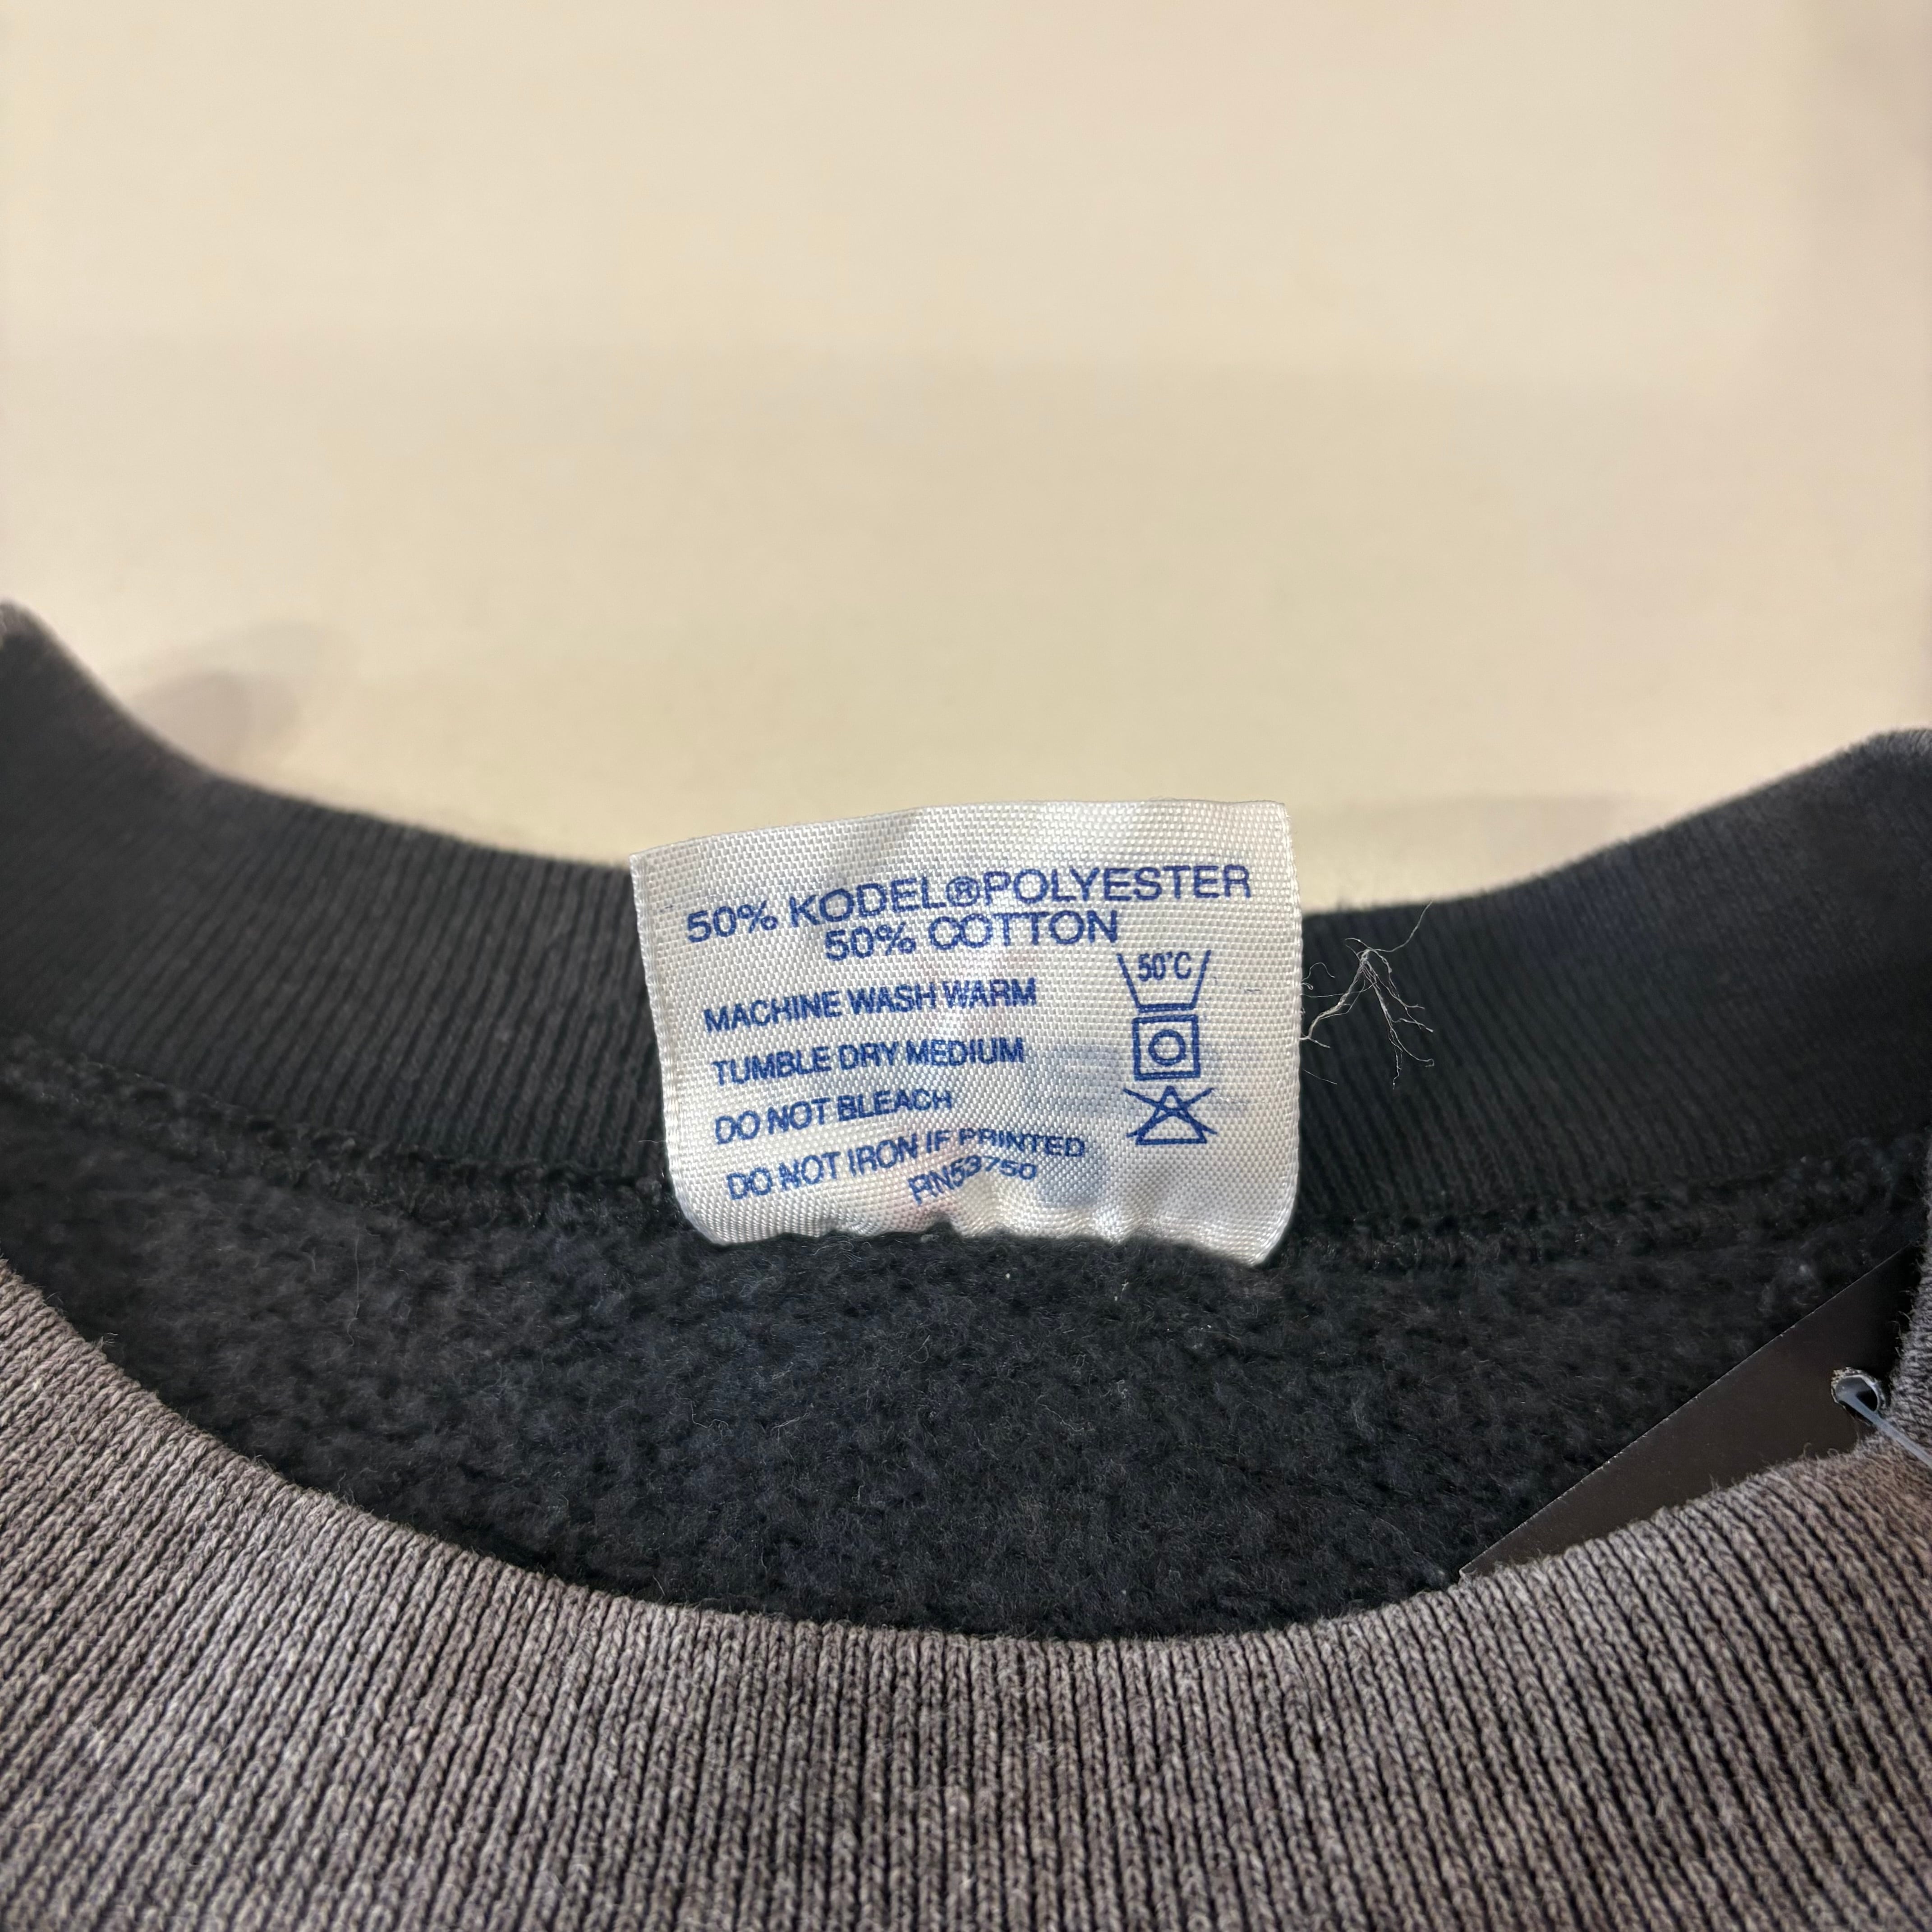 50% KODEL®POLYESTER
50% COTTON
MACHINE WASH WARM
50°C
TUMBLE DRY MEDIUM
DO NOT BLEACH
DO NOT IRON IF PRINTED
RN53750